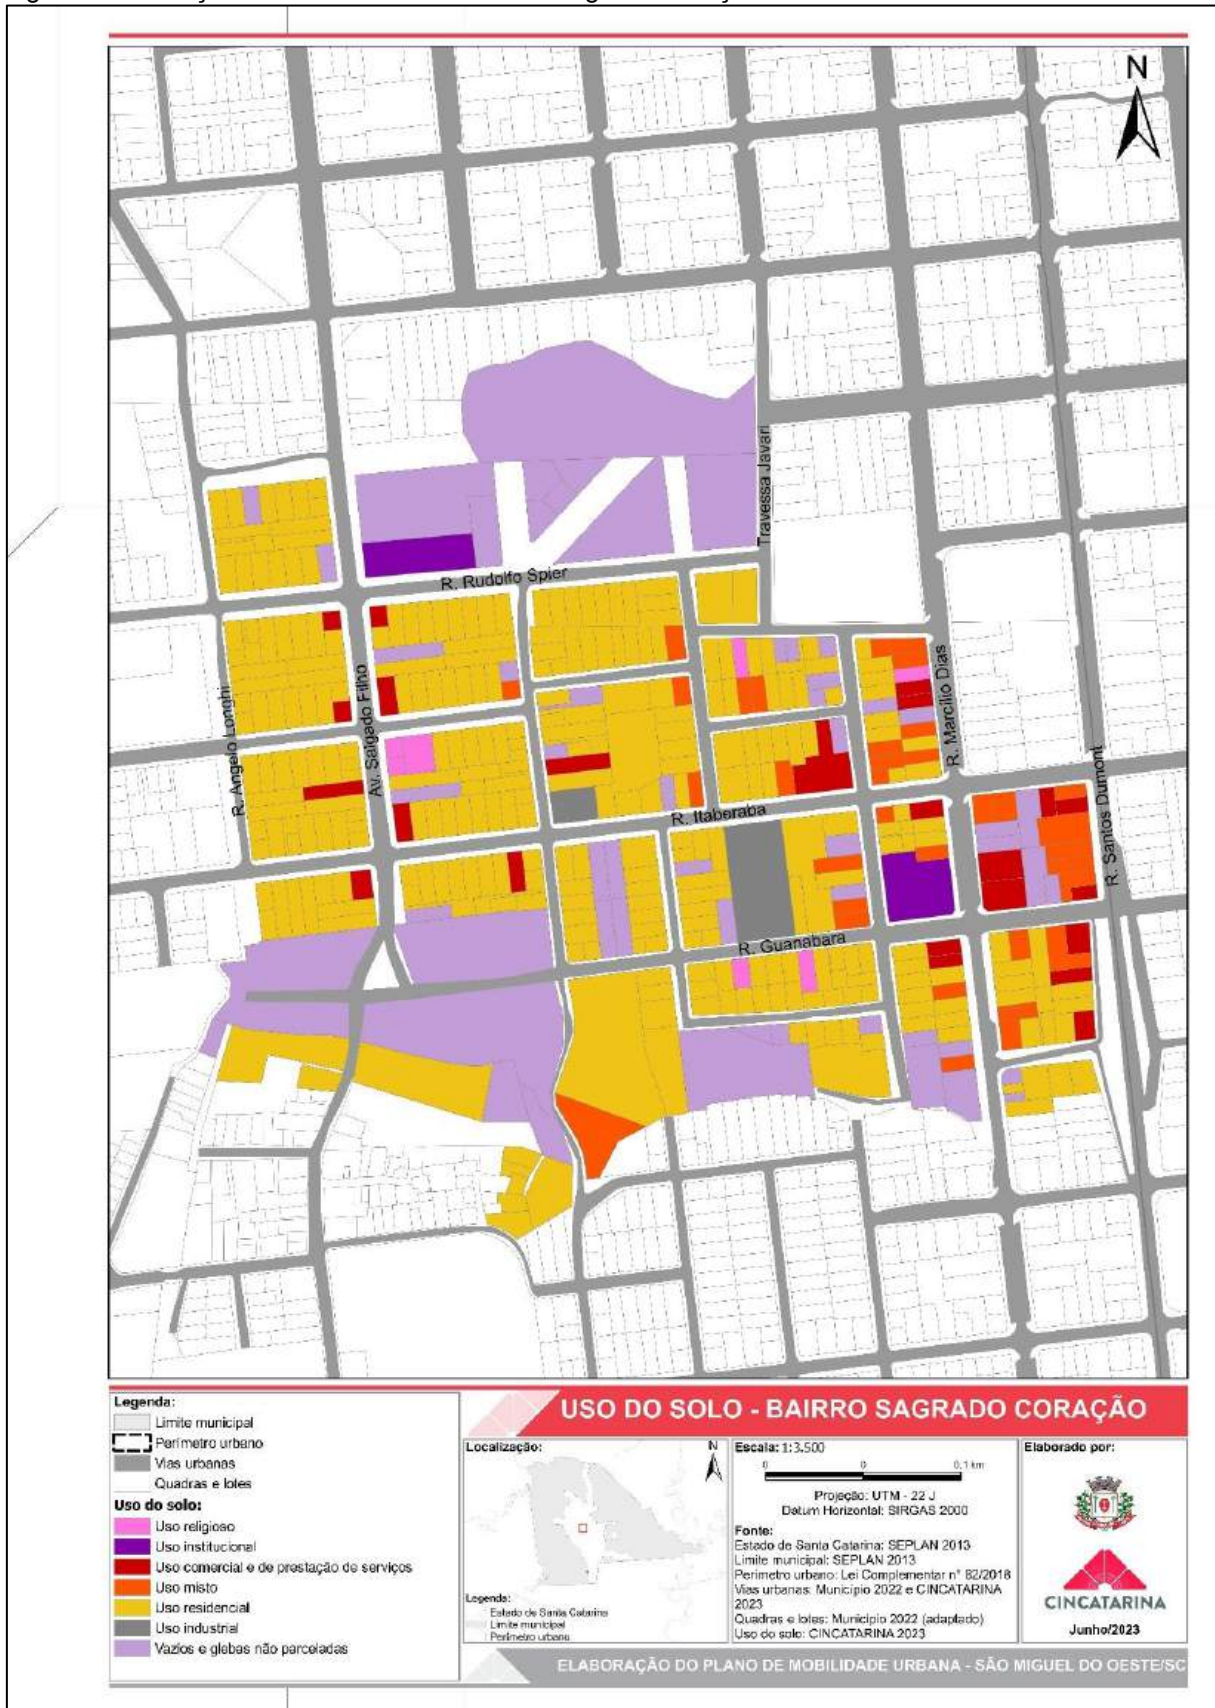 N
Travessa Javari
R. Rudolfo Spier
R. Angelo Longhi
Av. Salgado Filho
R. Marcílio Dias
R. Santos Dumont
R. Itaberaba
R. Guanabara
Legenda:
Limite municipal
Perímetro urbano
Vias urbanas
Quadras e lotes
Uso do solo:
Uso religioso
Uso institucional
Uso comercial e de prestação de serviços
Uso misto
Uso residencial
Uso industrial
Vazios e glebas não parceladas
USO DO SOLO - BAIRRO SAGRADO CORAÇÃO
Localização:
N
Legenda:
Estado de Santa Catarina
Limite municipal
Perímetro urbano
Escala: 1:3.500
0 0 0,1 km
Projeção: UTM - 22 J
Datum Horizontal: SIRGAS 2000
Fonte:
Estado de Santa Catarina: SEPLAN 2013
Limite municipal: SEPLAN 2013
Perímetro urbano: Lei Complementar n° 82/2018
Vias urbanas: Município 2022 e CINCATARINA
2023
Quadras e lotes: Município 2022 (adaptado)
Uso do solo: CINCATARINA 2023
Elaborado por:
CINCATARINA
Junho/2023
ELABORAÇÃO DO PLANO DE MOBILIDADE URBANA - SÃO MIGUEL DO OESTE/SC